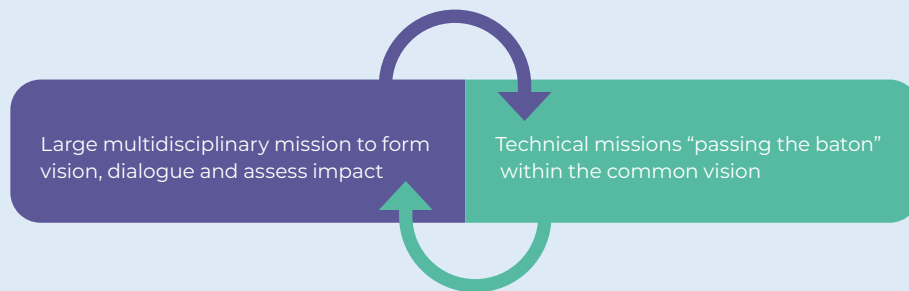 Large multidisciplinary mission to form
vision, dialogue and assess impact
Technical missions “passing the baton”
within the common vision